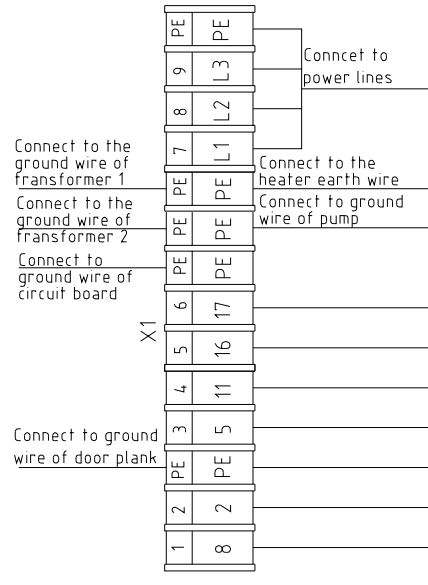 PE PE
9 L3
Conncet to
power lines
8 L2
7 L1
Connect to the
ground wire of
transformer 1
PE PE
Connect to the
heater earth wire
Connect to the
ground wire of
transformer 2
PE PE
Connect to ground
wire of pump
Connect to
ground wire of
circuit board
PE PE
6 17
X1
5 16
4 11
3 5
Connect to ground
wire of door plank
PE PE
2 2
1 8